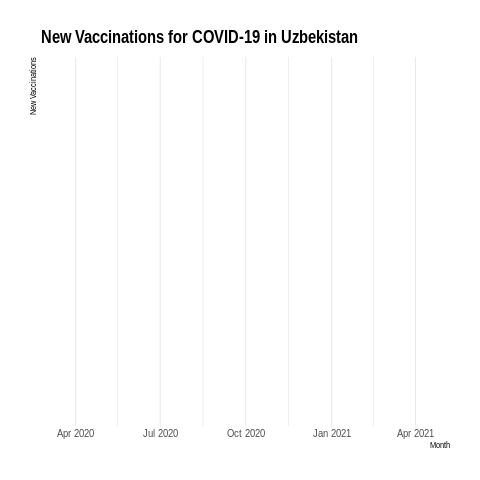 New Vaccinations for COVID-19 in Uzbekistan
New Vaccinations
Apr 2020 Jul 2020 Oct 2020 Jan 2021 Apr 2021
Month